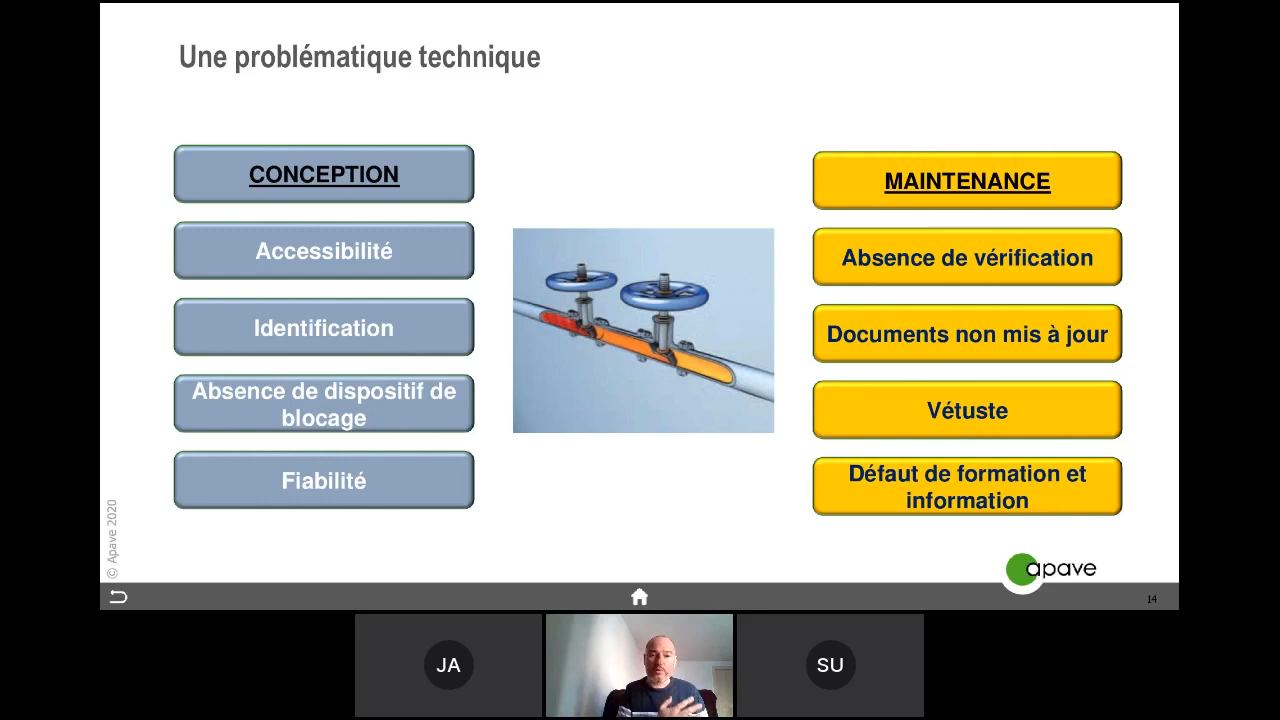 Une problématique technique
CONCEPTION
Accessibilité
Identification
Absence de dispositif de
blocage
Fiabilité
MAINTENANCE
Absence de vérification
Documents non mis à jour
Vétuste
Défaut de formation et
information
© Apave 2020
apave
14
JA
SU